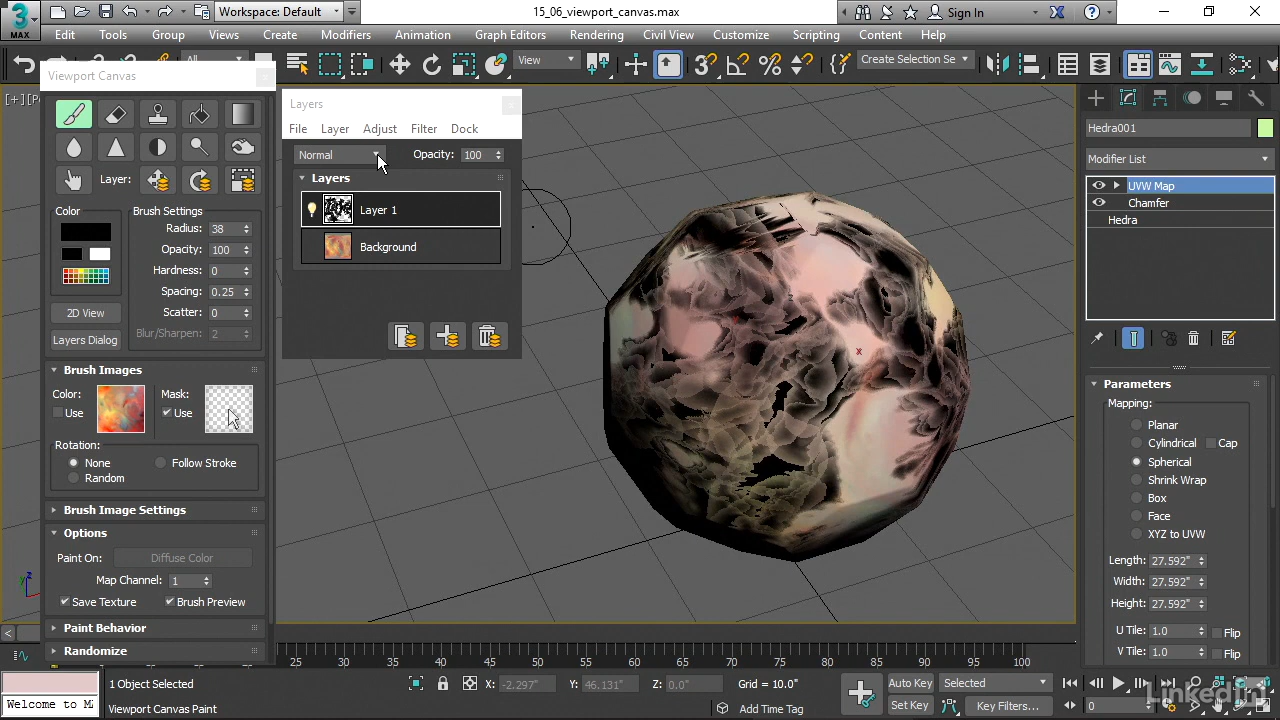 3
MAX
Workspace: Default
15_06_viewport_canvas.max
Sign In
Edit Tools Group Views Create Modifiers Animation Graph Editors Rendering Civil View Customize Scripting Content Help
All
View
Create Selection Se
Viewport Canvas
Layer:
Color
Brush Settings
Radius: 38
Opacity: 100
Hardness: 0
Spacing: 0.25
Scatter: 0
Blur/Sharpen: 2
2D View
Layers Dialog
Brush Images
Color:
Use
Mask:
Use
Rotation:
None
Follow Stroke
Random
Brush Image Settings
Options
Paint On: Diffuse Color
Map Channel: 1
Save Texture
Brush Preview
Paint Behavior
Randomize
Layers
File Layer Adjust Filter Dock
Normal
Opacity: 100
Layers
Layer 1
Background
[+]
x
z
y
Hedra001
Modifier List
UVW Map
Chamfer
Hedra
Parameters
Mapping:
Planar
Cylindrical Cap
Spherical
Shrink Wrap
Box
Face
XYZ to UVW
Length: 27.592"
Width: 27.592"
Height: 27.592"
U Tile: 1.0 Flip
V Tile: 1.0 Flip
25 30 35 40 45 50 55 60 65 70 75 80 85 90 95 100
1 Object Selected
X: -2.297" Y: 46.131" Z: 0.0" Grid = 10.0"
Auto Key Selected
Welcome to M
Viewport Canvas Paint
Add Time Tag
Set Key Key Filters...
0
LinkedIn